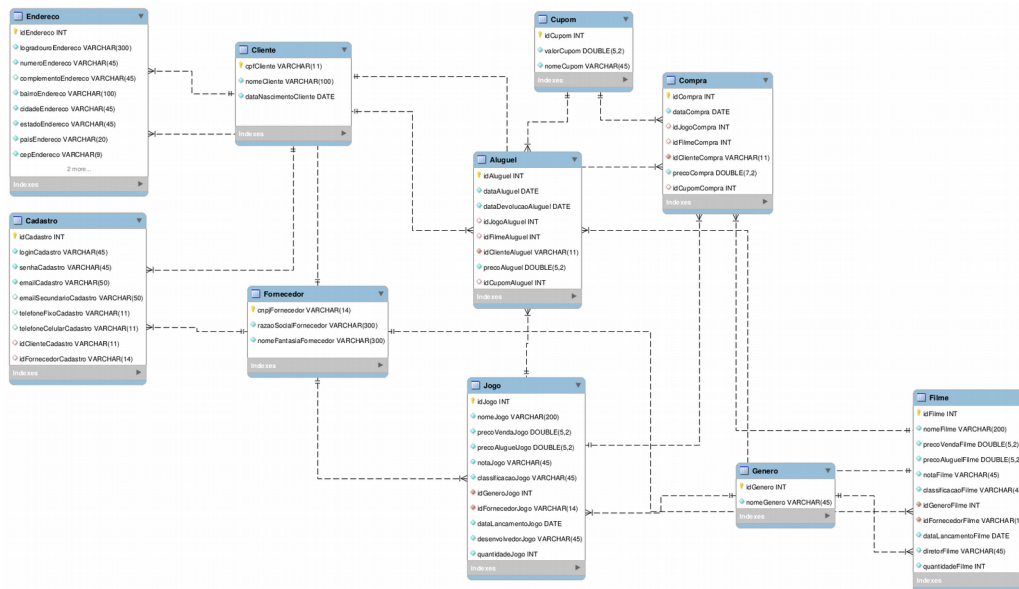 Endereco
idEndereco INT
logradouroEndereco VARCHAR(300)
numeroEndereco VARCHAR(45)
complementoEndereco VARCHAR(45)
bairroEndereco VARCHAR(100)
cidadeEndereco VARCHAR(45)
estadoEndereco VARCHAR(45)
paisEndereco VARCHAR(20)
cepEndereco VARCHAR(9)
2 more...
Indexes
Cliente
cpfCliente VARCHAR(11)
nomeCliente VARCHAR(100)
dataNascimentoCliente DATE
Indexes
Cupom
idCupom INT
valorCupom DOUBLE(5,2)
nomeCupom VARCHAR(45)
Indexes
Compra
idCompra INT
dataCompra DATE
idJogoCompra INT
idFilmeCompra INT
idClienteCompra VARCHAR(11)
precoCompra DOUBLE(7,2)
idCupomCompra INT
Indexes
Aluguel
idAluguel INT
dataAluguel DATE
dataDevolucaoAluguel DATE
idJogoAluguel INT
idFilmeAluguel INT
idClienteAluguel VARCHAR(11)
precoAluguel DOUBLE(5,2)
idCupomAluguel INT
Indexes
Cadastro
idCadastro INT
loginCadastro VARCHAR(45)
senhaCadastro VARCHAR(45)
emailCadastro VARCHAR(50)
emailSecundarioCadastro VARCHAR(50)
telefoneFixoCadastro VARCHAR(11)
telefoneCelularCadastro VARCHAR(11)
idClienteCadastro VARCHAR(11)
idFornecedorCadastro VARCHAR(14)
Indexes
Fornecedor
cnpjFornecedor VARCHAR(14)
razaoSocialFornecedor VARCHAR(300)
nomeFantasiaFornecedor VARCHAR(300)
Indexes
Jogo
idJogo INT
nomeJogo VARCHAR(200)
precoVendaJogo DOUBLE(5,2)
precoAluguelJogo DOUBLE(5,2)
notaJogo VARCHAR(45)
classificacaoJogo VARCHAR(45)
idGeneroJogo INT
idFornecedorJogo VARCHAR(14)
dataLancamentoJogo DATE
desenvolvedorJogo VARCHAR(45)
quantidadeJogo INT
Indexes
Genero
idGenero INT
nomeGenero VARCHAR(45)
Indexes
Filme
idFilme INT
nomeFilme VARCHAR(200)
precoVendaFilme DOUBLE(5,2)
precoAluguelFilme DOUBLE(5,2
notaFilme VARCHAR(45)
classificacaoFilme VARCHAR(4
idGeneroFilme INT
idFornecedorFilme VARCHAR(1
dataLancamentoFilme DATE
diretorFilme VARCHAR(45)
quantidadeFilme INT
Indexes